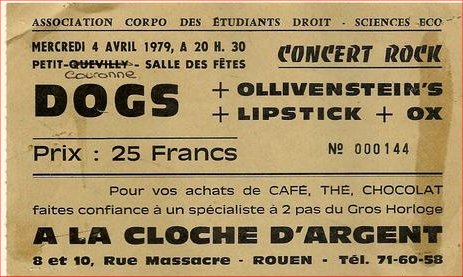 ASSOCIATION CORPO DES ÉTUDIANTS DROIT - SCIENCES ECO
MERCREDI 4 AVRIL 1979, A 20 H. 30
CONCERT ROCK
PETIT-QUEVILLY - SALLE DES FÊTES
Couronne
DOGS + OLLIVENSTEIN'S
+ LIPSTICK + OX
Prix : 25 Francs
Nº 000144
Pour vos achats de CAFÉ, THÉ, CHOCOLAT
faites confiance à un spécialiste à 2 pas du Gros Horloge
A LA CLOCHE D'ARGENT
8 et 10, Rue Massacre - ROUEN - Tél. 71-60-58